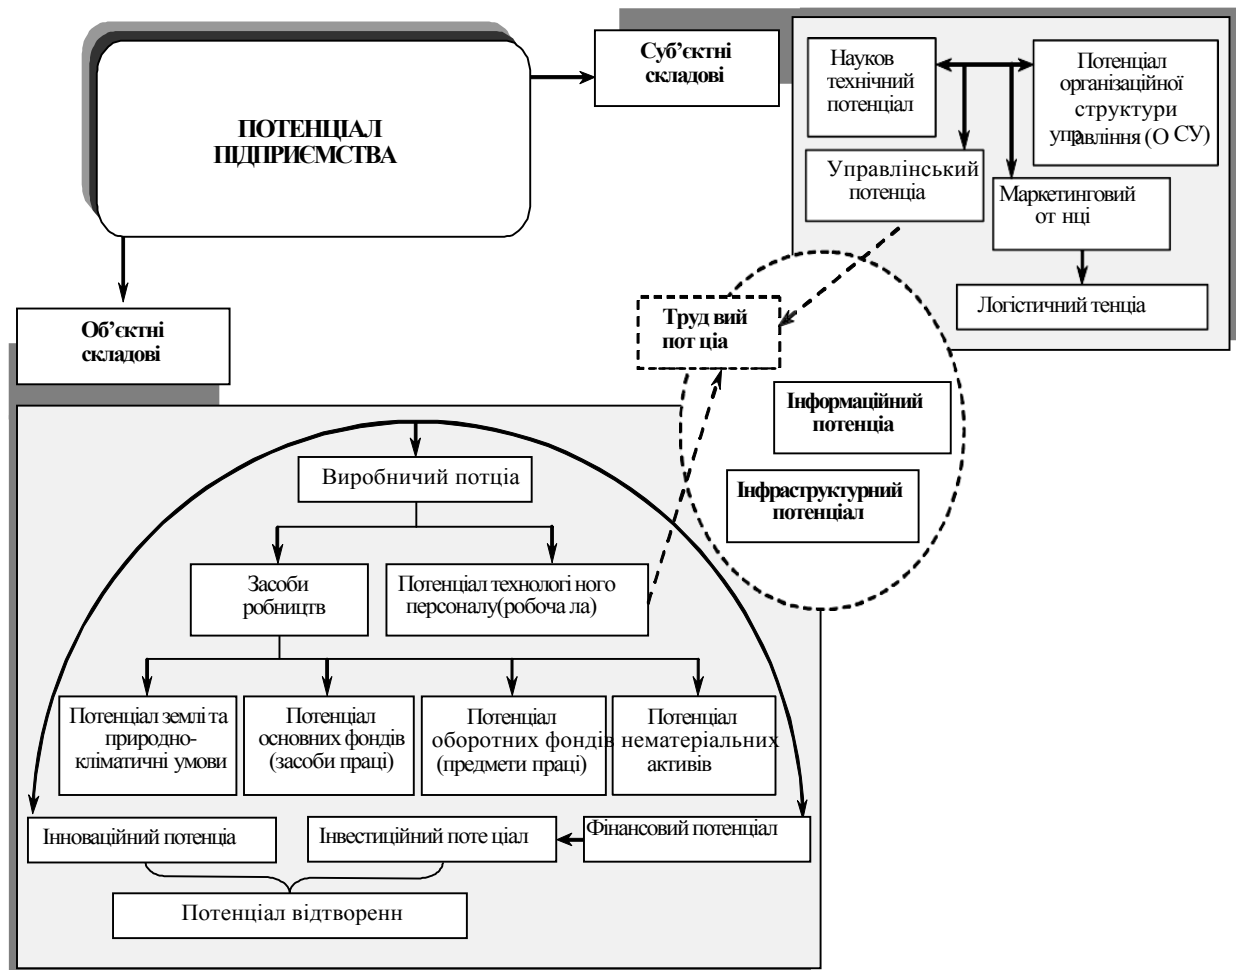 ПОТЕНЦІАЛ
ПІДПРИЄМСТВА
Суб’єктні
складові
Науков
технічний
потенціал
Потенціал
організаційної
структури
управління (О СУ)
Управлінський
потенціа
Маркетинговий
от нці
Логістичний тенціа
Об’єктні
складові
Труд вий
пот ціа
Інформаційний
потенціа
Інфраструктурний
потенціал
Виробничий потціа
Засоби
робництв
Потенціал технологі ного
персоналу(робоча ла)
Потенціал землі та
природно-
кліматичні умови
Потенціал
основних фондів
(засоби праці)
Потенціал
оборотних фондів
(предмети праці)
Потенціал
нематеріальних
активів
Інноваційний потенціа
Інвестиційний поте ціал
Фінансовий потенціал
Потенціал відтворенн